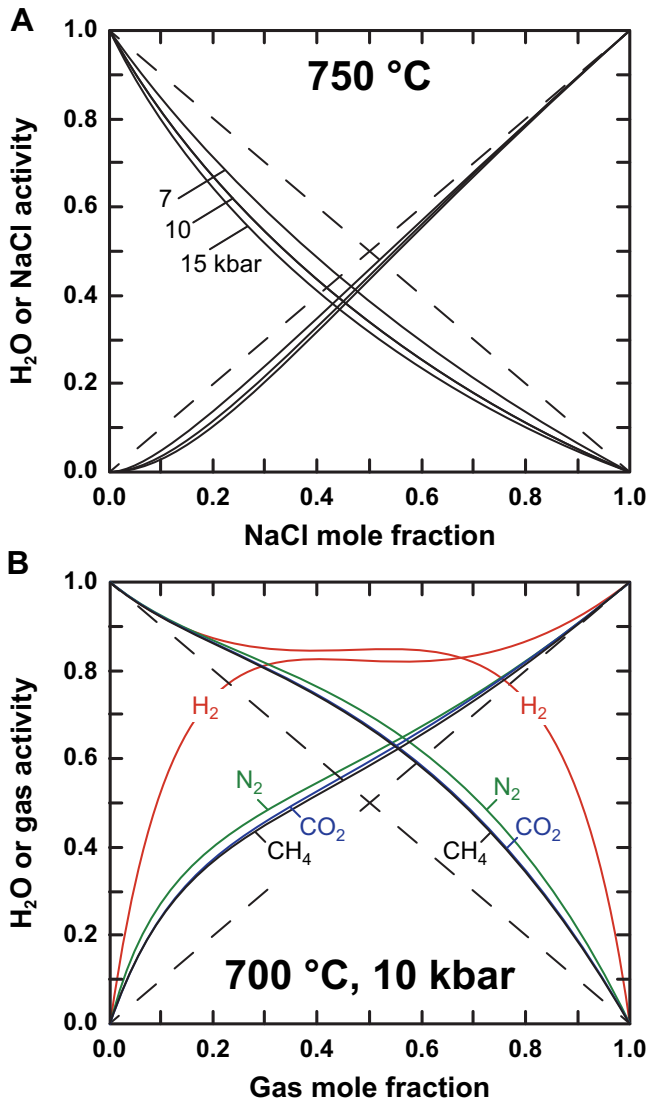 A
1.0
750 °C
0.8
H₂O or NaCl activity
0.6
7
10
15 kbar
0.4
0.2
0.0
0.0 0.2 0.4 0.6 0.8 1.0
NaCl mole fraction
B
1.0
0.8
H₂O or gas activity
H₂ H₂
0.6
N₂ N₂
CO₂ CO₂
CH₄ CH₄
0.4
0.2
700 °C, 10 kbar
0.0
0.0 0.2 0.4 0.6 0.8 1.0
Gas mole fraction